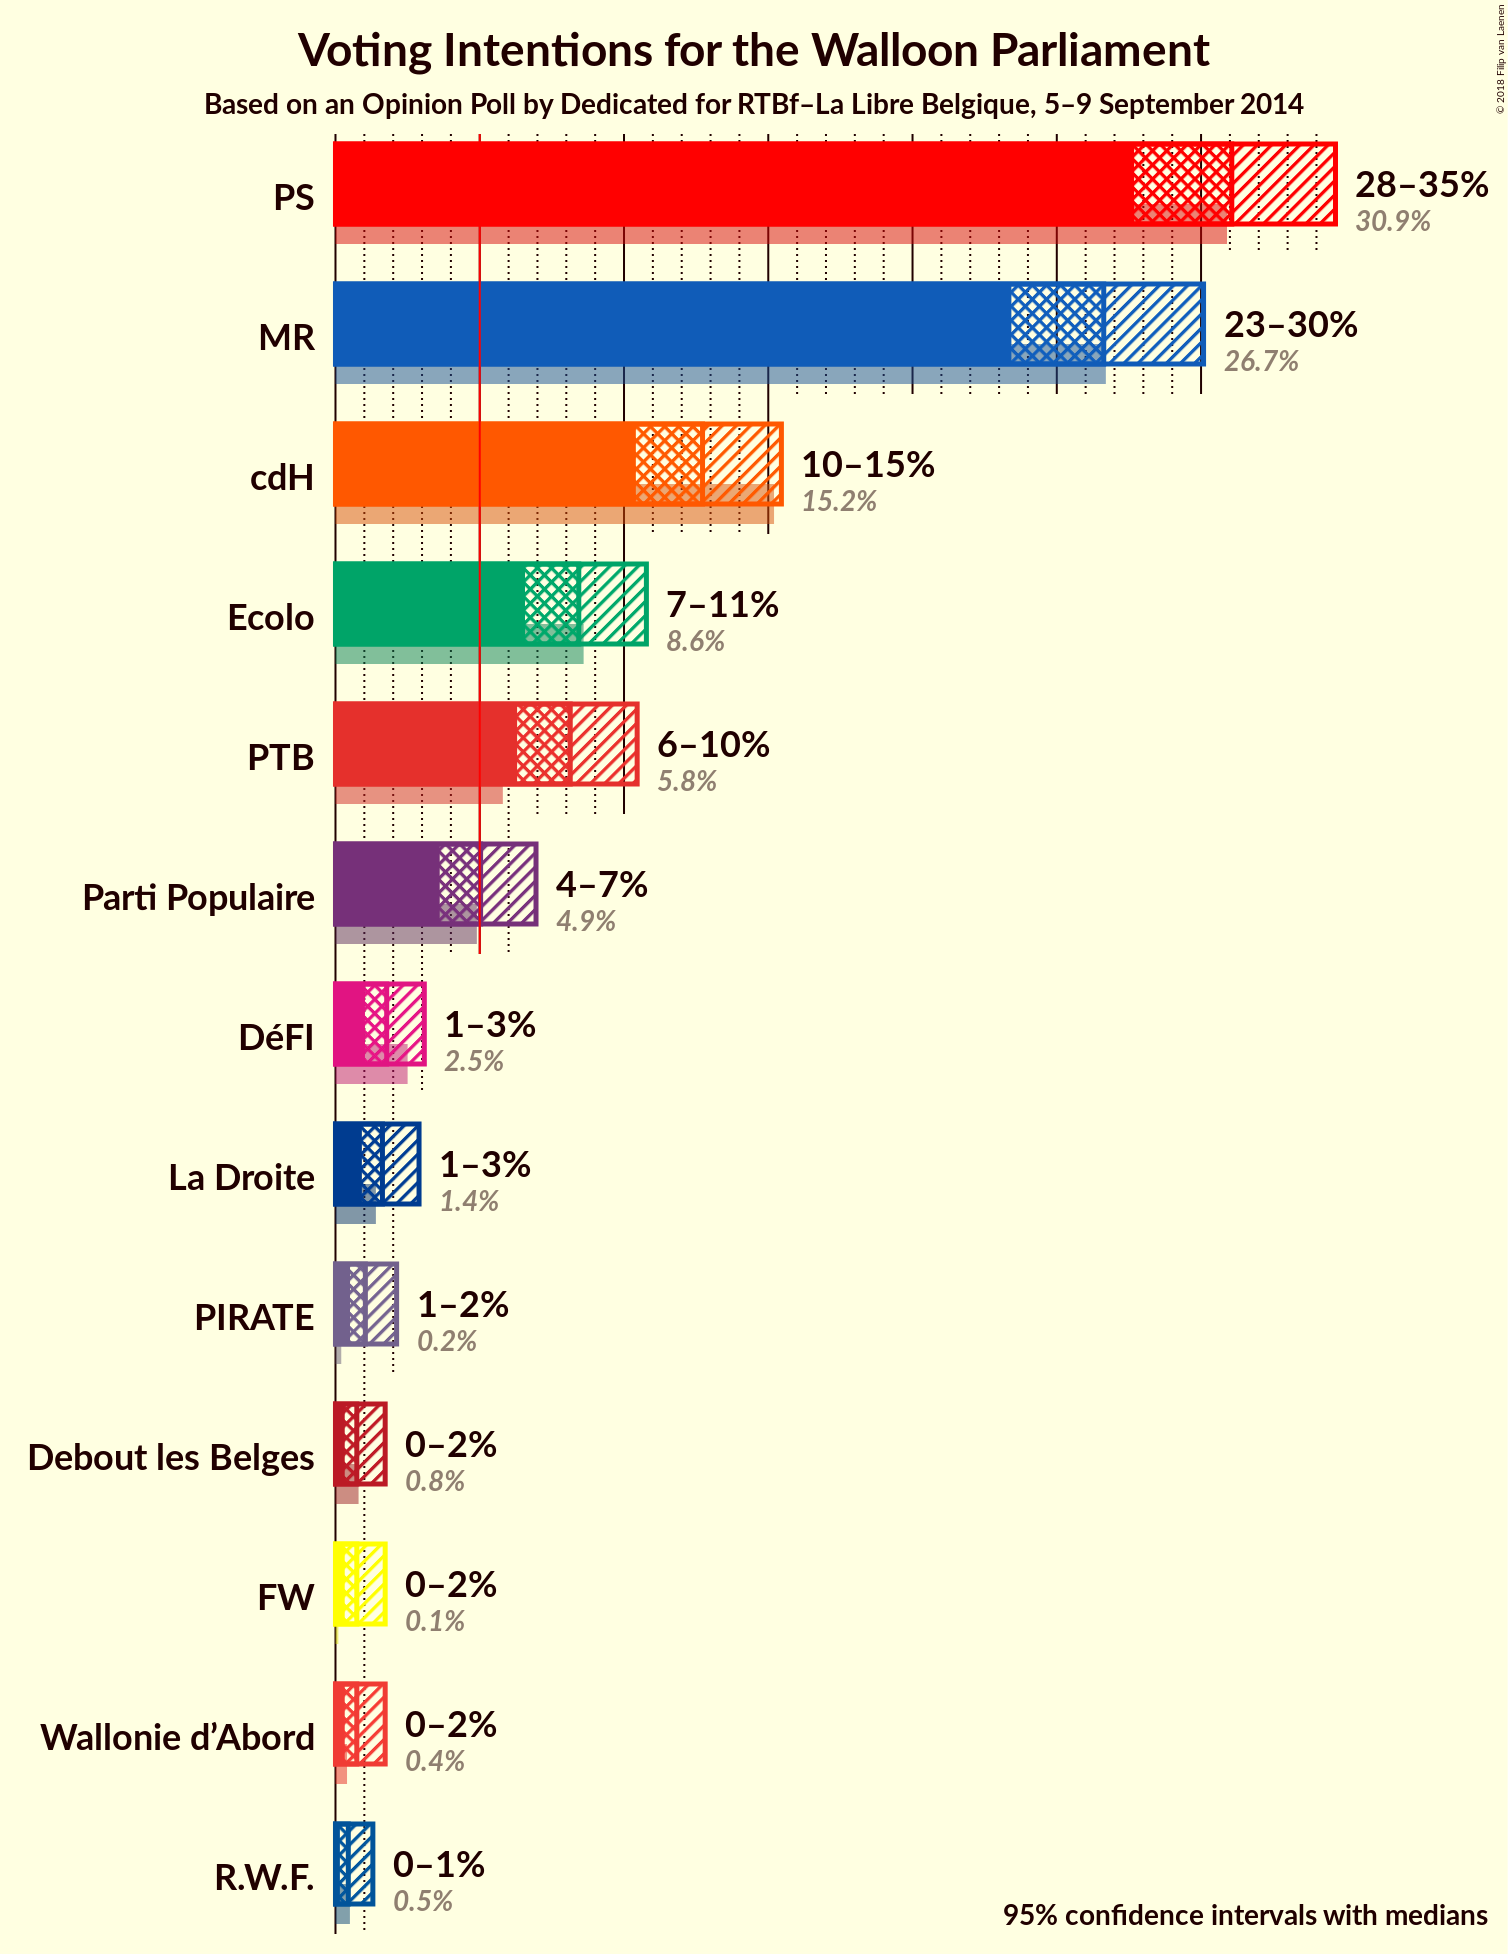 Voting Intentions for the Walloon Parliament
Based on an Opinion Poll by Dedicated for RTBf–La Libre Belgique, 5–9 September 2014
© 2018 Filip van Laenen
PS
28–35%
30.9%
MR
23–30%
26.7%
cdH
10–15%
15.2%
Ecolo
7–11%
8.6%
PTB
6–10%
5.8%
Parti Populaire
4–7%
4.9%
DéFI
1–3%
2.5%
La Droite
1–3%
1.4%
PIRATE
1–2%
0.2%
Debout les Belges
0–2%
0.8%
FW
0–2%
0.1%
Wallonie d’Abord
0–2%
0.4%
R.W.F.
0–1%
0.5%
95% confidence intervals with medians